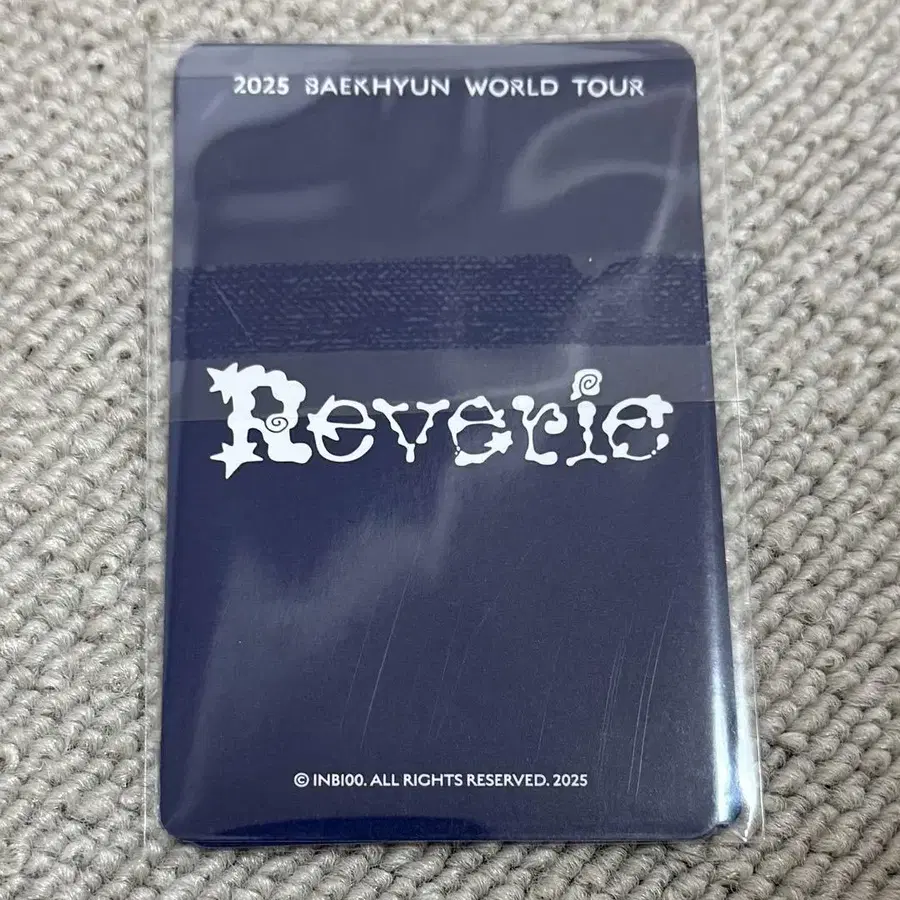 2025 BAEKHYUN WORLD TOUR
Reverie
© INB100. ALL RIGHTS RESERVED. 2025